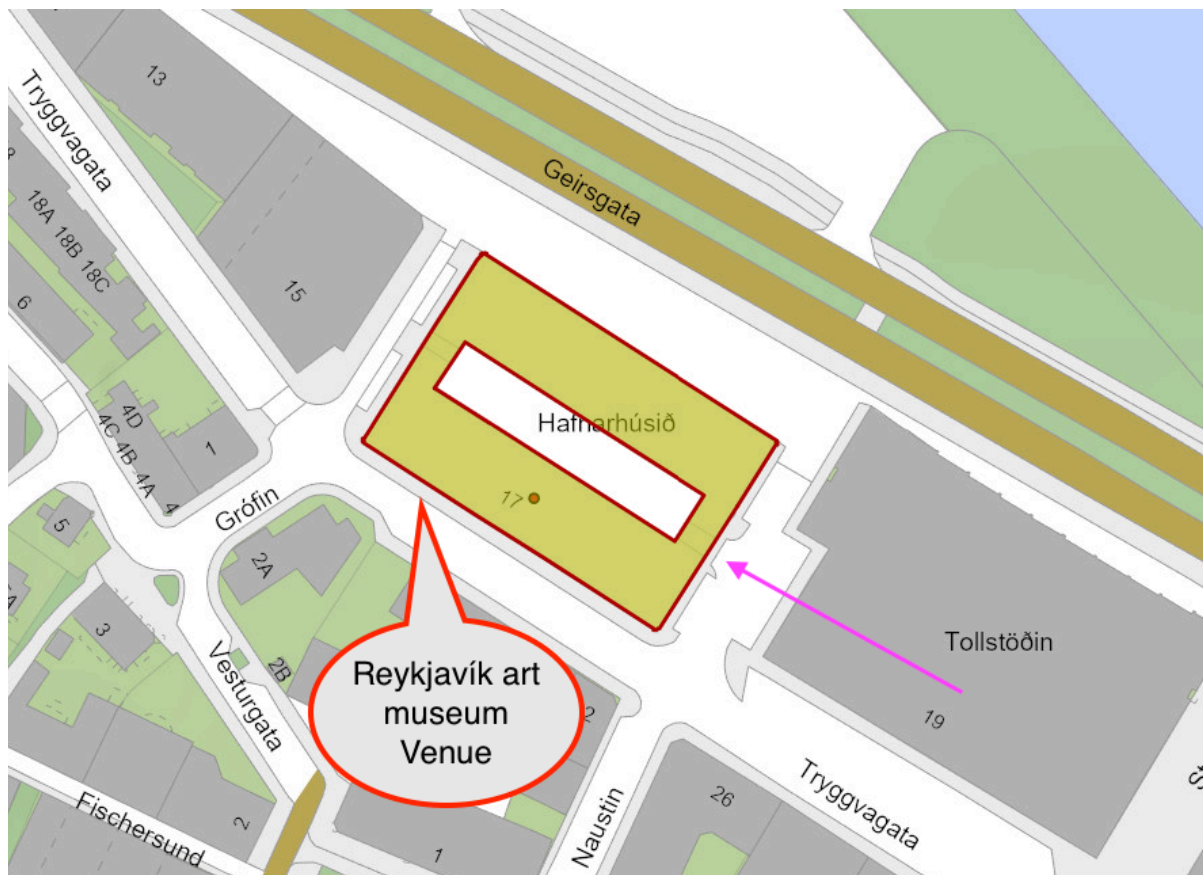 13
Tryggvagata
Geirsgata
18A
18B
18C
15
6
Hafnarhúsið
4D
4C
4B
4A
4
1
17
Grófin
5
2A
3
Reykjavík art
museum
Venue
2B
2
Vesturgata
Tollstöðin
19
Tryggvagata
26
Naustin
Fischersund
2
1